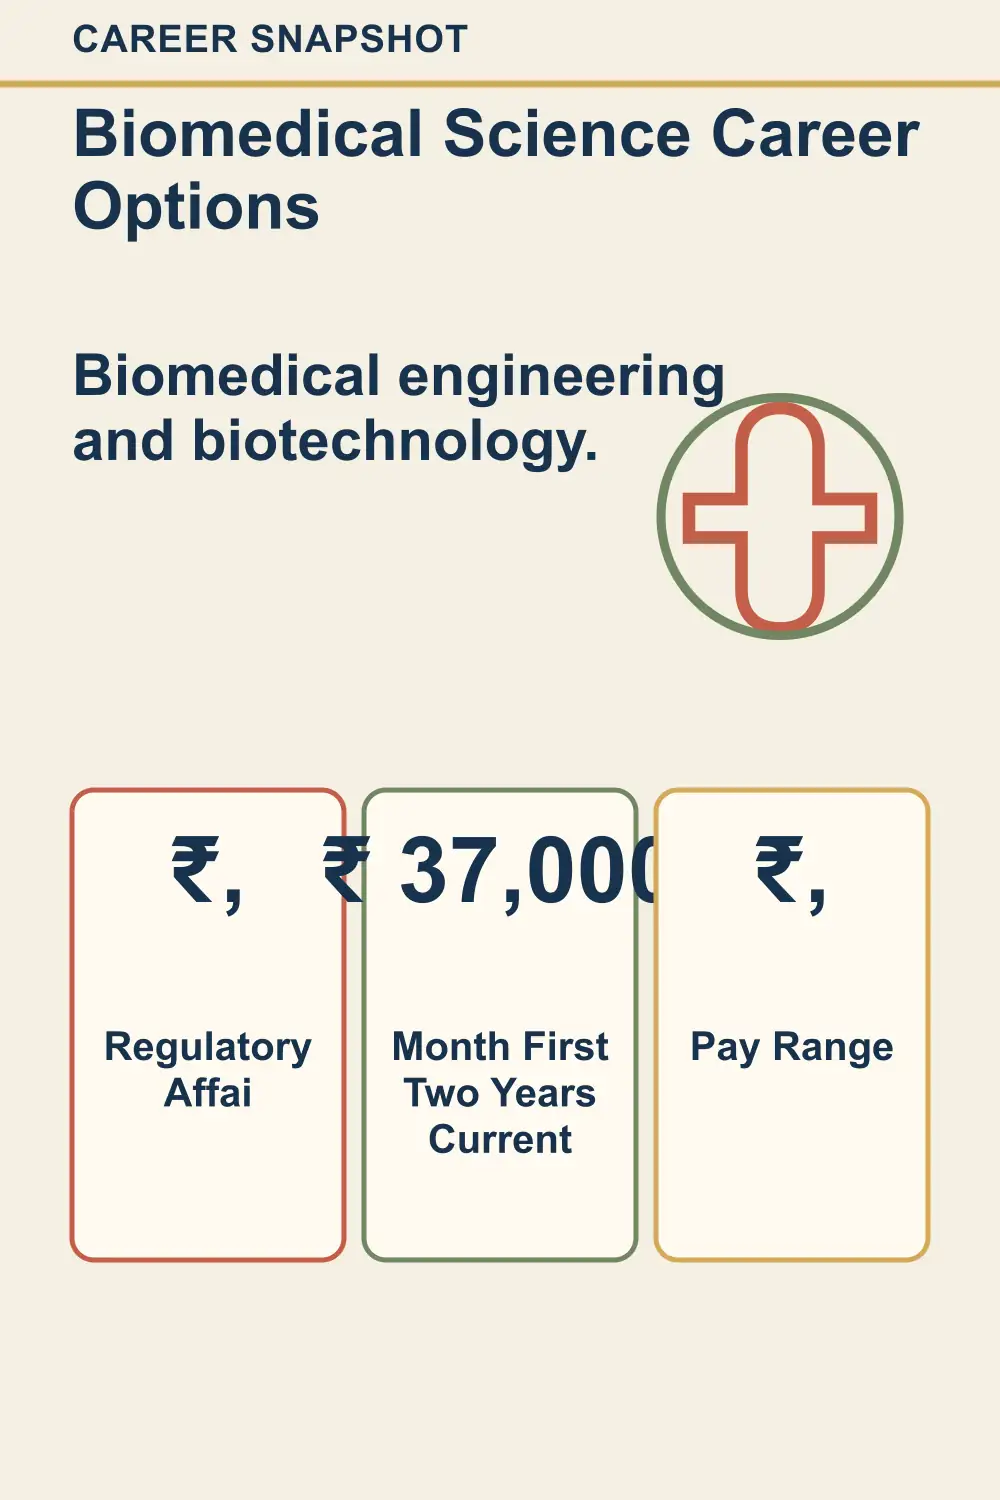 CAREER SNAPSHOT
Biomedical Science Career
Options
Biomedical engineering
and biotechnology.
₹,
Regulatory
Affai
₹ 37,000
Month First
Two Years
Current
₹,
Pay Range